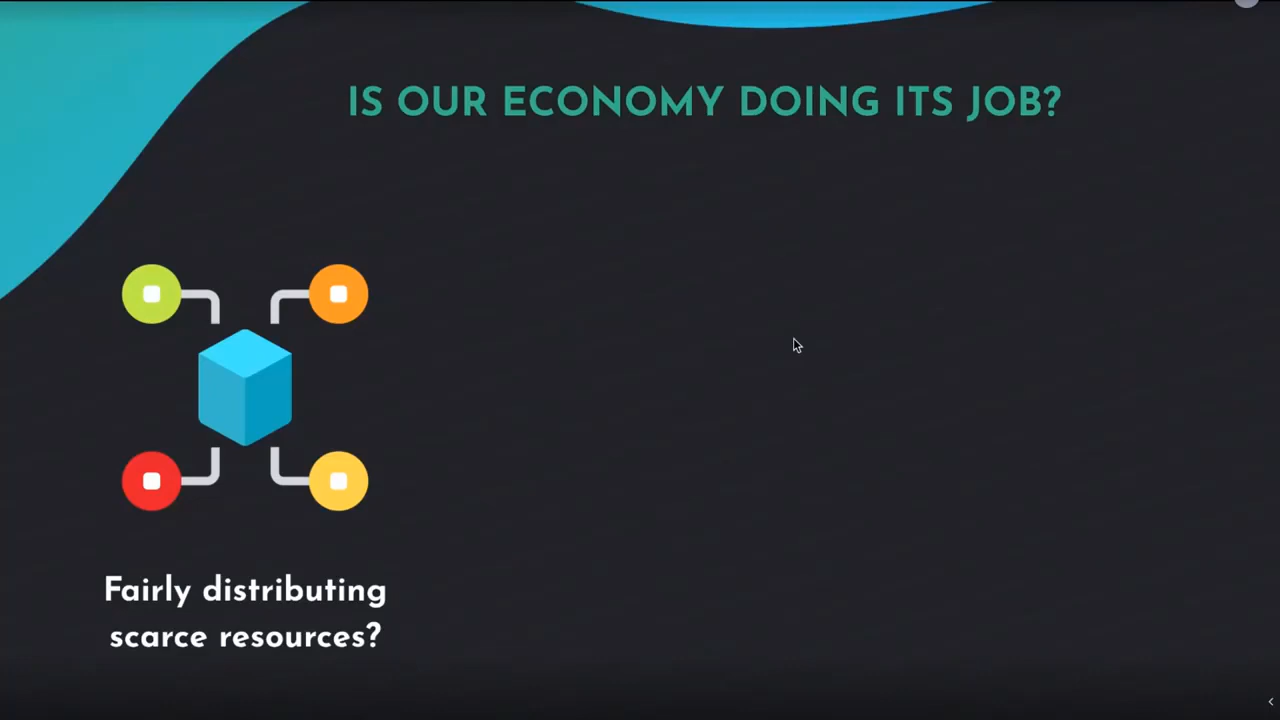 IS OUR ECONOMY DOING ITS JOB?
Fairly distributing
scarce resources?